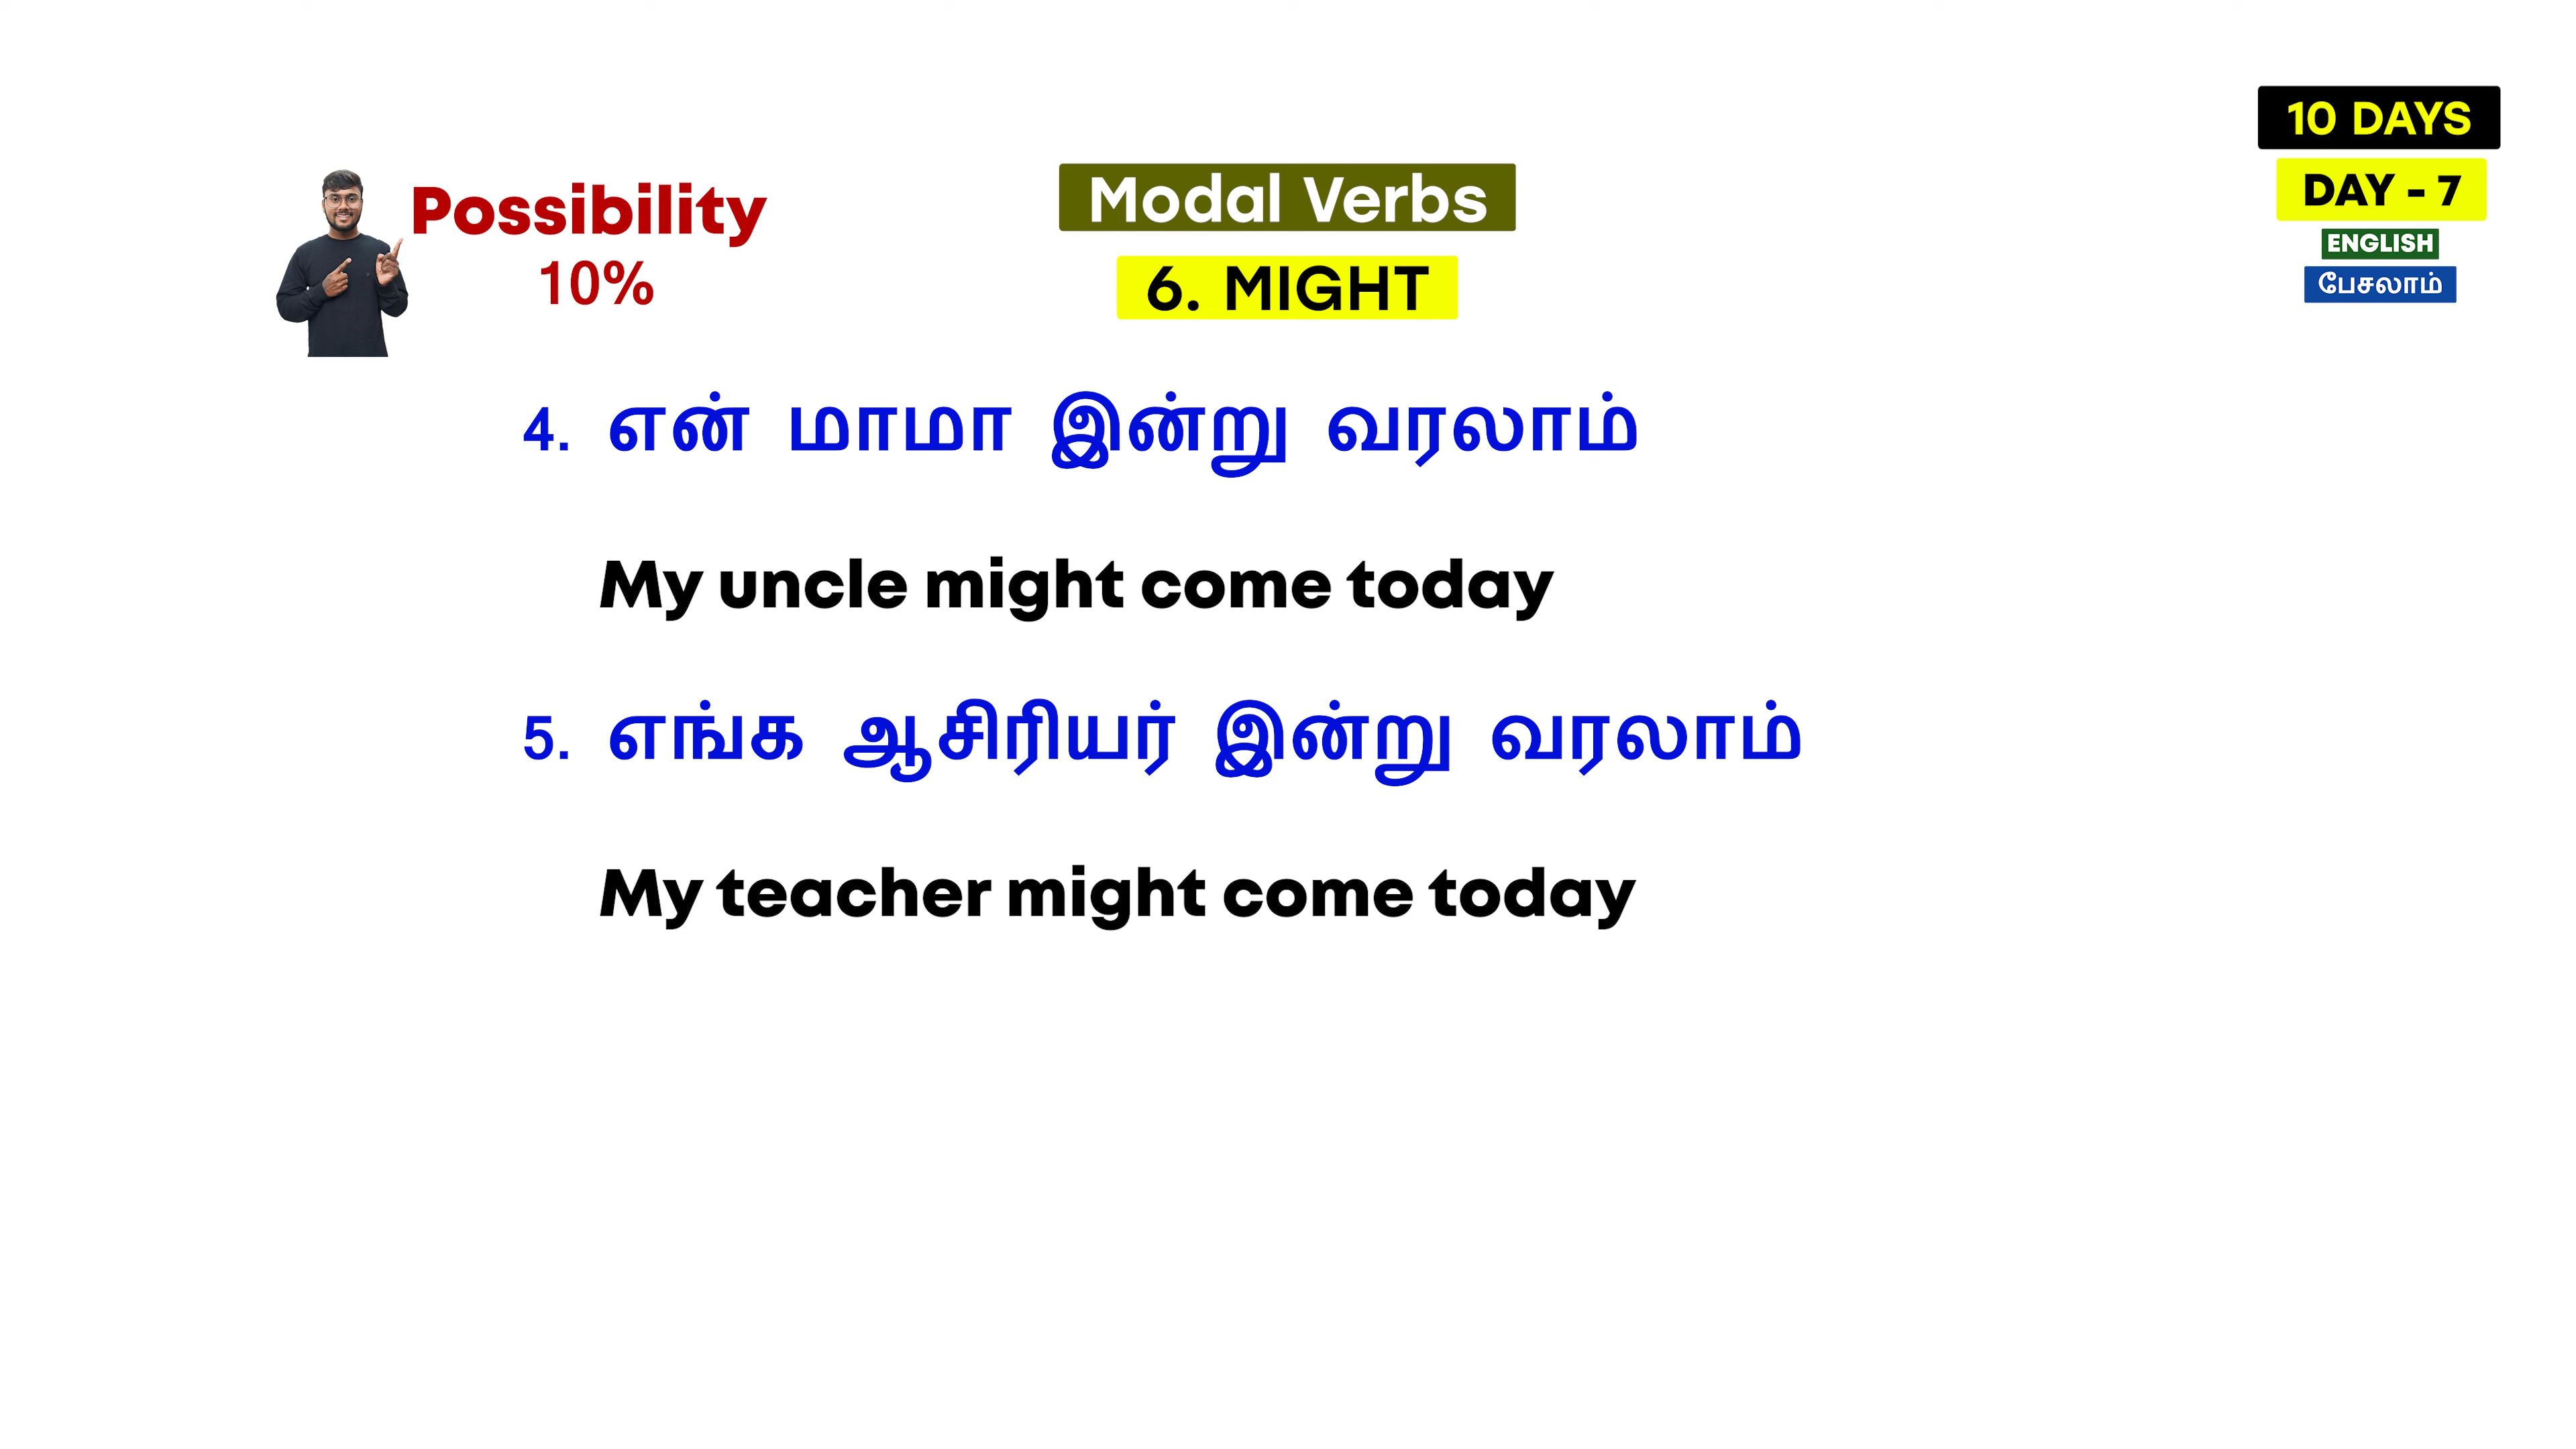 10 DAYS
DAY - 7
ENGLISH
பேசலாம்
Possibility
10%
Modal Verbs
6. MIGHT
4. என் மாமா இன்று வரலாம்
My uncle might come today
5. எங்க ஆசிரியர் இன்று வரலாம்
My teacher might come today